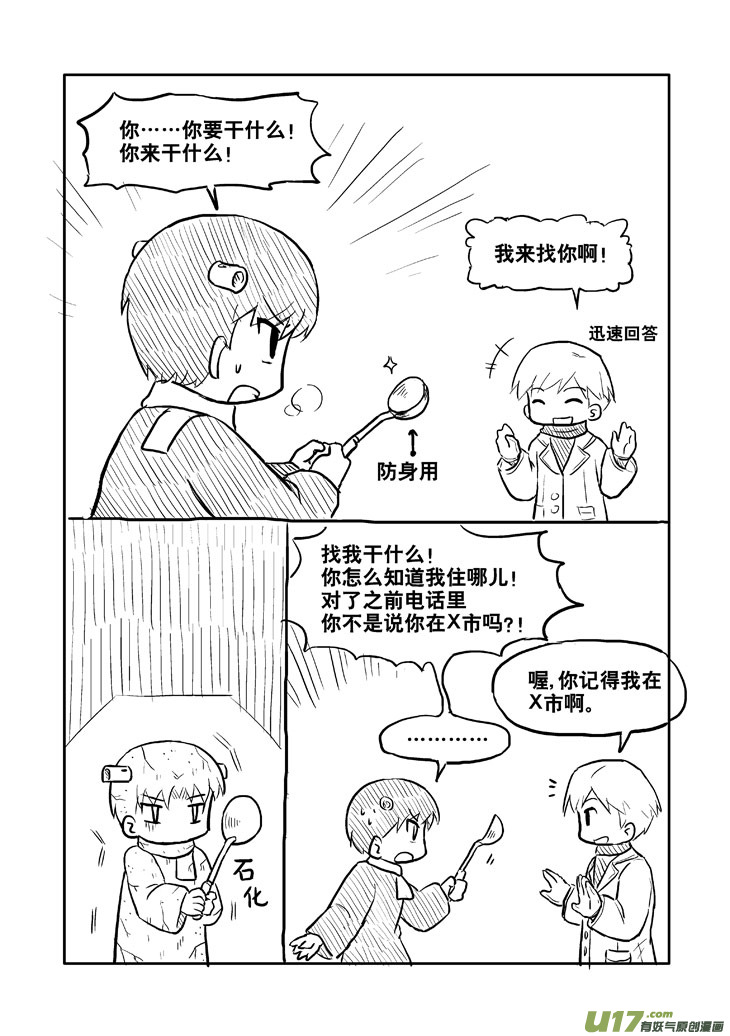 你……你要干什么！
你来干什么！
我来找你啊！
迅速回答
防身用
找我干什么！
你怎么知道我住哪儿！
对了之前电话里
你不是说你在X市吗？！
喔，你记得我在
X市啊。
…………
石化
U17.com
有妖气原创漫画